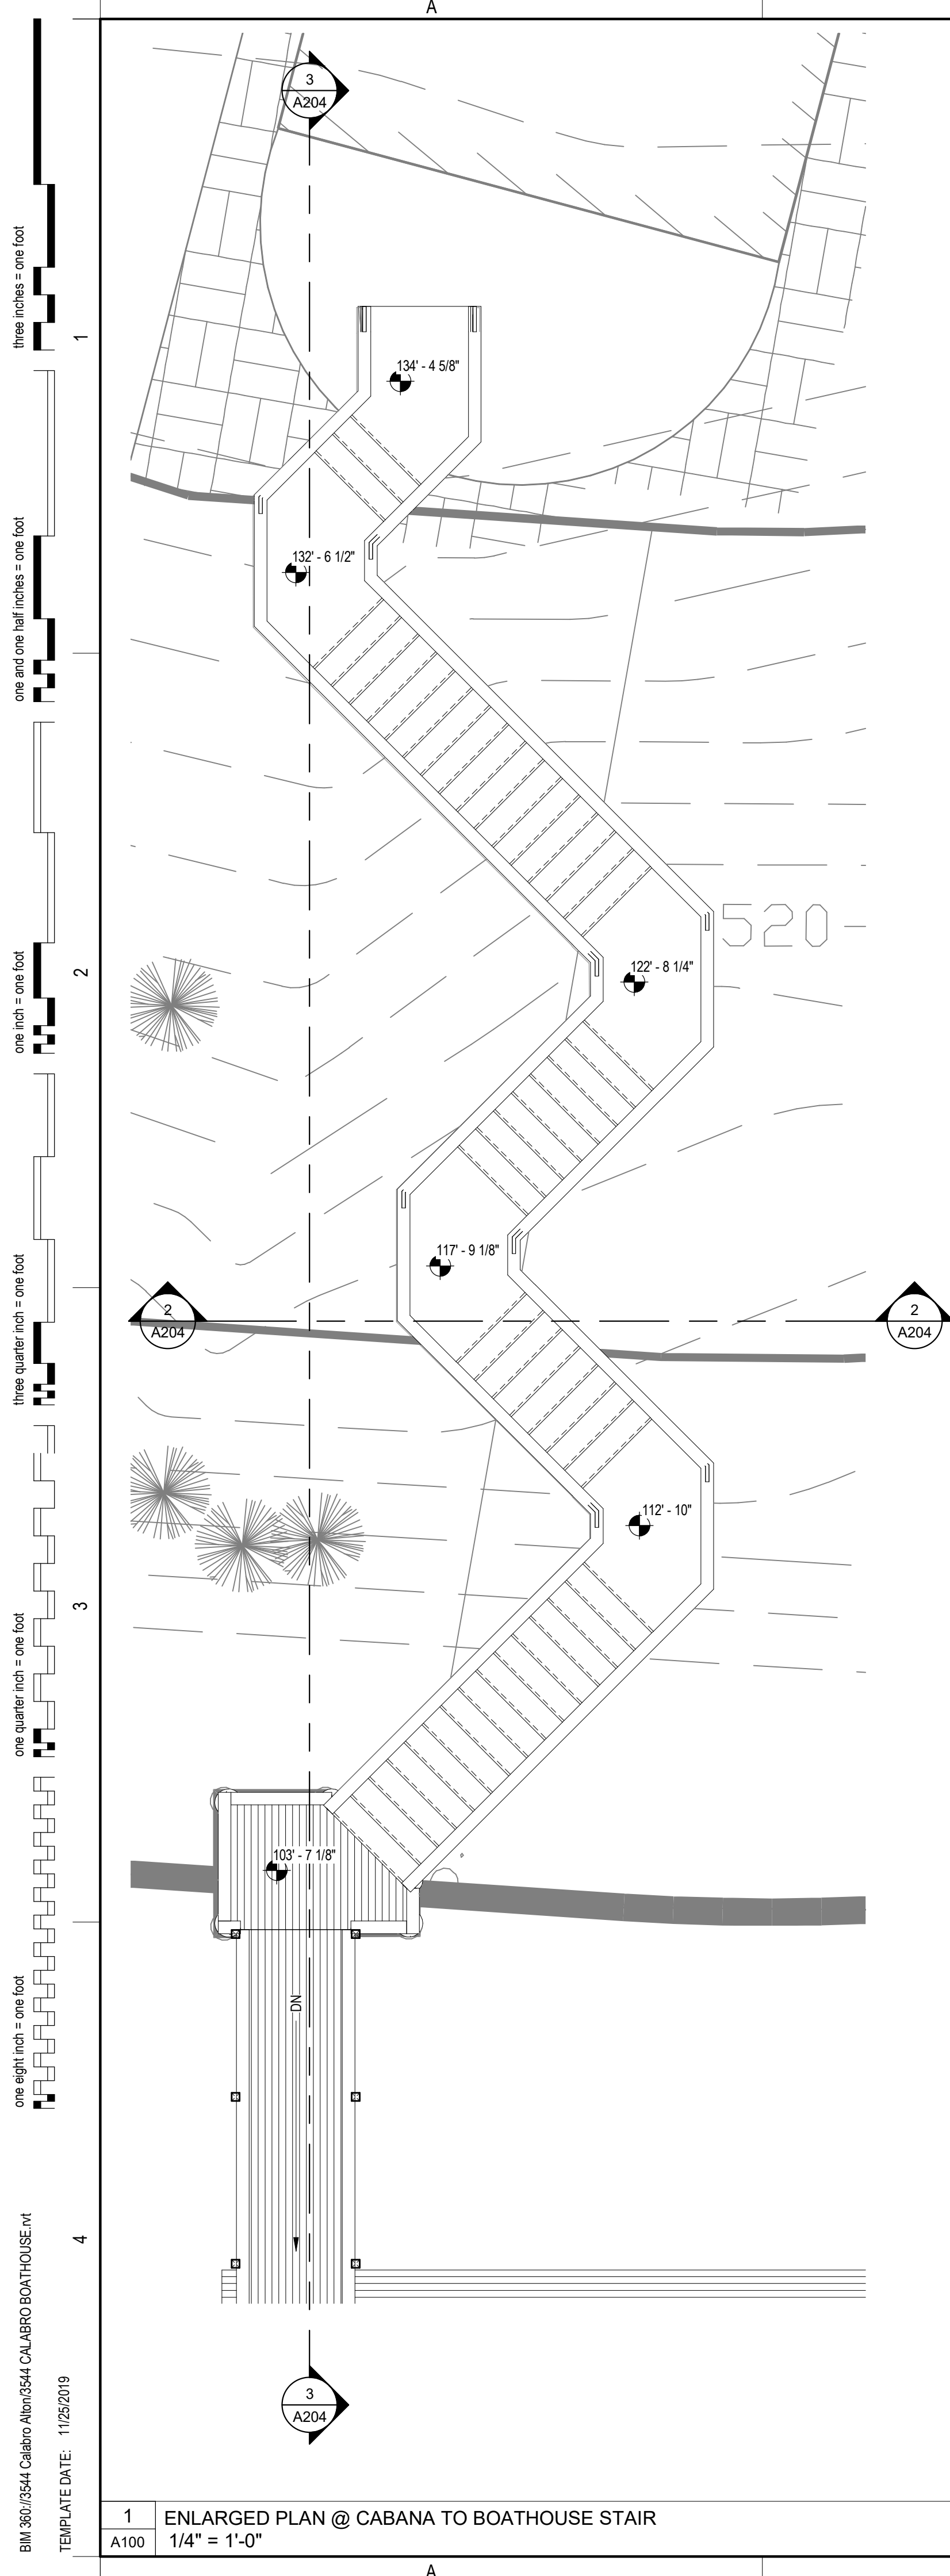 A
3
A204
three inches = one foot
1
134' - 4 5/8"
one and one half inches = one foot
132' - 6 1/2"
520
one inch = one foot
2
122' - 8 1/4"
three quarter inch = one foot
117' - 9 1/8"
2
A204
2
A204
112' - 10"
one quarter inch = one foot
3
103' - 7 1/8"
one eight inch = one foot
DN
4
BIM 360://3544 Calabro Alton/3544 CALABRO BOATHOUSE.rvt
TEMPLATE DATE: 11/25/2019
3
A204
1
A100
ENLARGED PLAN @ CABANA TO BOATHOUSE STAIR
1/4" = 1'-0"
A